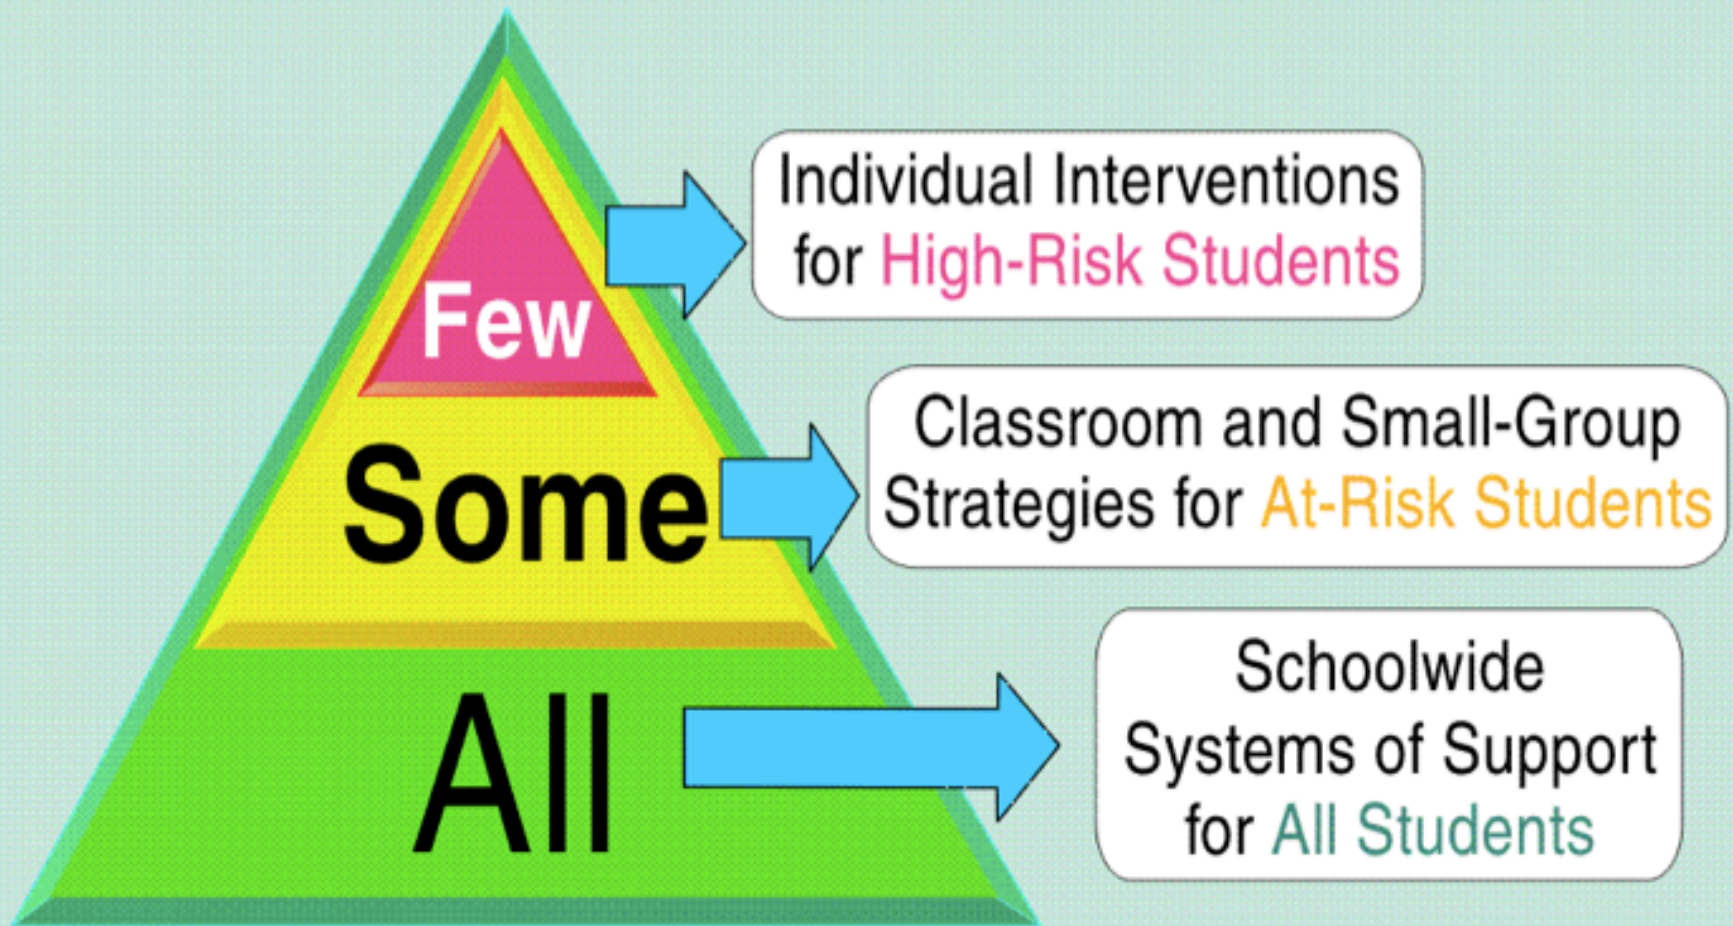 Few
Individual Interventions
for High-Risk Students
Some
Classroom and Small-Group
Strategies for At-Risk Students
All
Schoolwide
Systems of Support
for All Students